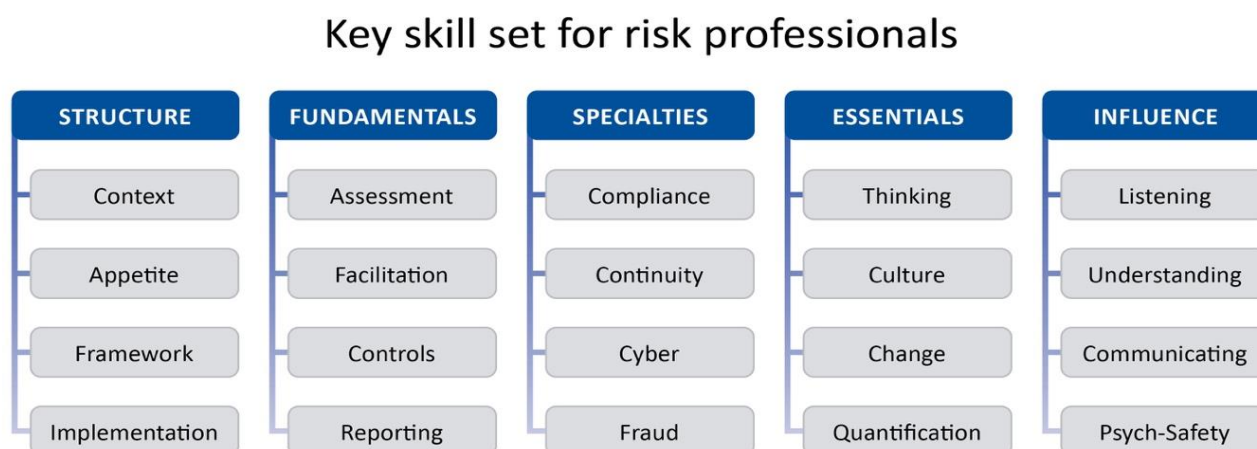 Key skill set for risk professionals
STRUCTURE
Context
Appetite
Framework
Implementation
FUNDAMENTALS
Assessment
Facilitation
Controls
Reporting
SPECIALTIES
Compliance
Continuity
Cyber
Fraud
ESSENTIALS
Thinking
Culture
Change
Quantification
INFLUENCE
Listening
Understanding
Communicating
Psych-Safety